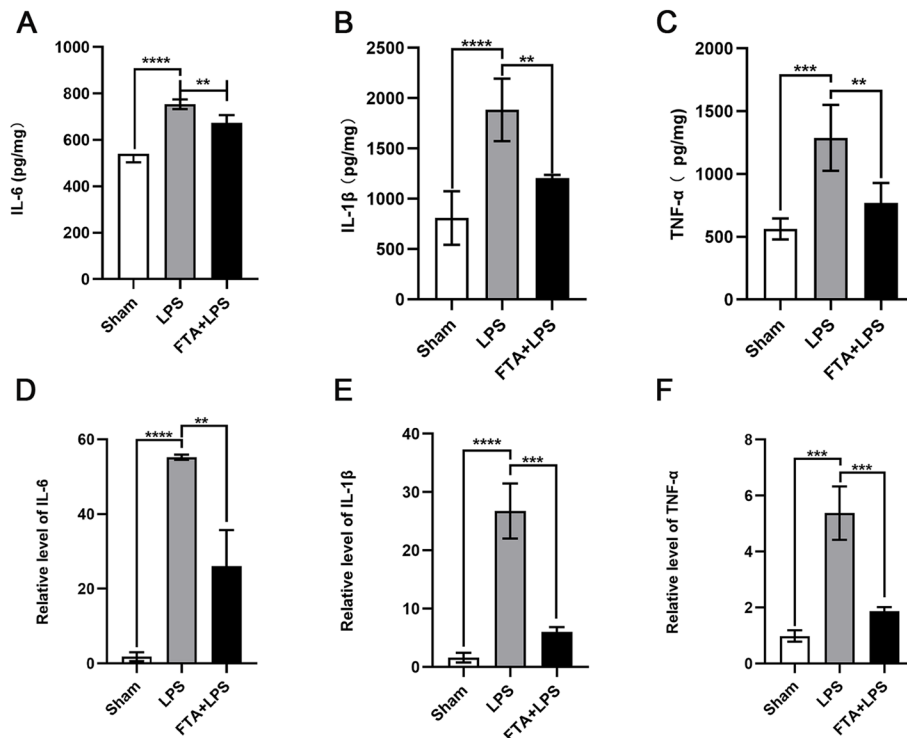 A
IL-6 (pg/mg)
1000
800
600
400
200
0
****
**
Sham
LPS
FTA+LPS
B
IL-1β（pg/mg）
2500
2000
1500
1000
500
0
****
**
Sham
LPS
FTA+LPS
C
TNF-α（ pg/mg)
2000
1500
1000
500
0
***
**
Sham
LPS
FTA+LPS
D
Relative level of IL-6
60
40
20
0
****
**
Sham
LPS
FTA+LPS
E
Relative level of IL-1β
40
30
20
10
0
****
***
Sham
LPS
FTA+LPS
F
Relative level of TNF-α
8
6
4
2
0
***
***
Sham
LPS
FTA+LPS